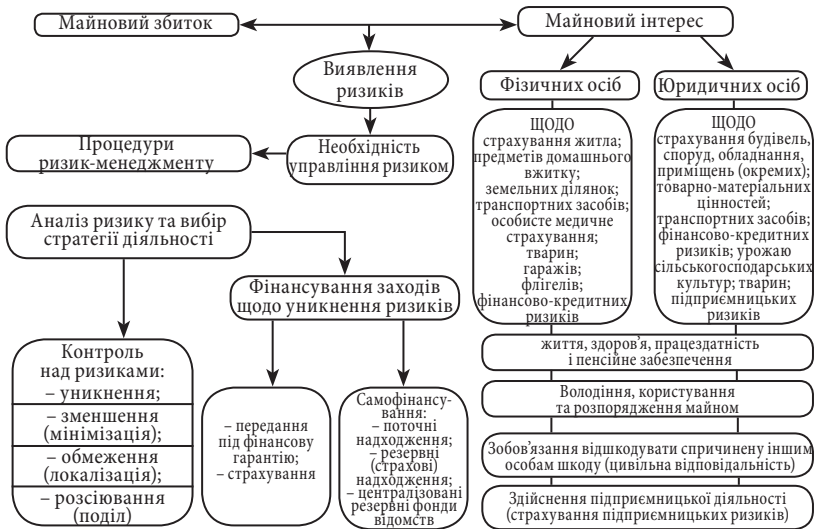 Майновий збиток
Майновий інтерес
Виявлення
ризиків
Фізичних осіб
Юридичних осіб
Процедури
ризик-менеджменту
Необхідність
управління ризиком
ЩОДО
страхування житла;
предметів домашнього
вжитку;
земельних ділянок;
транспортних засобів;
особисте медичне
страхування;
тварин;
гаражів;
флігелів;
фінансово-кредитних
ризиків
ЩОДО
страхування будівель,
споруд, обладнання,
приміщень (окремих);
товарно-матеріальних
цінностей;
транспортних засобів;
фінансово-кредитних
ризиків; урожаю
сільськогосподарських
культур; тварин;
підприємницьких
ризиків
Аналіз ризику та вибір
стратегії діяльності
Фінансування заходів
щодо уникнення ризиків
Контроль
над ризиками:
– уникнення;
– зменшення
(мінімізація);
– обмеження
(локалізація);
– розсіювання
(поділ)
– передання
під фінансову
гарантію;
– страхування
Самофінансу-
вання:
– поточні
надходження;
– резервні
(страхові)
надходження;
– централізовані
резервні фонди
відомств
життя, здоров'я, працездатність
і пенсійне забезпечення
Володіння, користування
та розпорядження майном
Зобов'язання відшкодувати спричинену іншим
особам шкоду (цивільна відповідальність)
Здійснення підприємницької діяльності
(страхування підприємницьких ризиків)